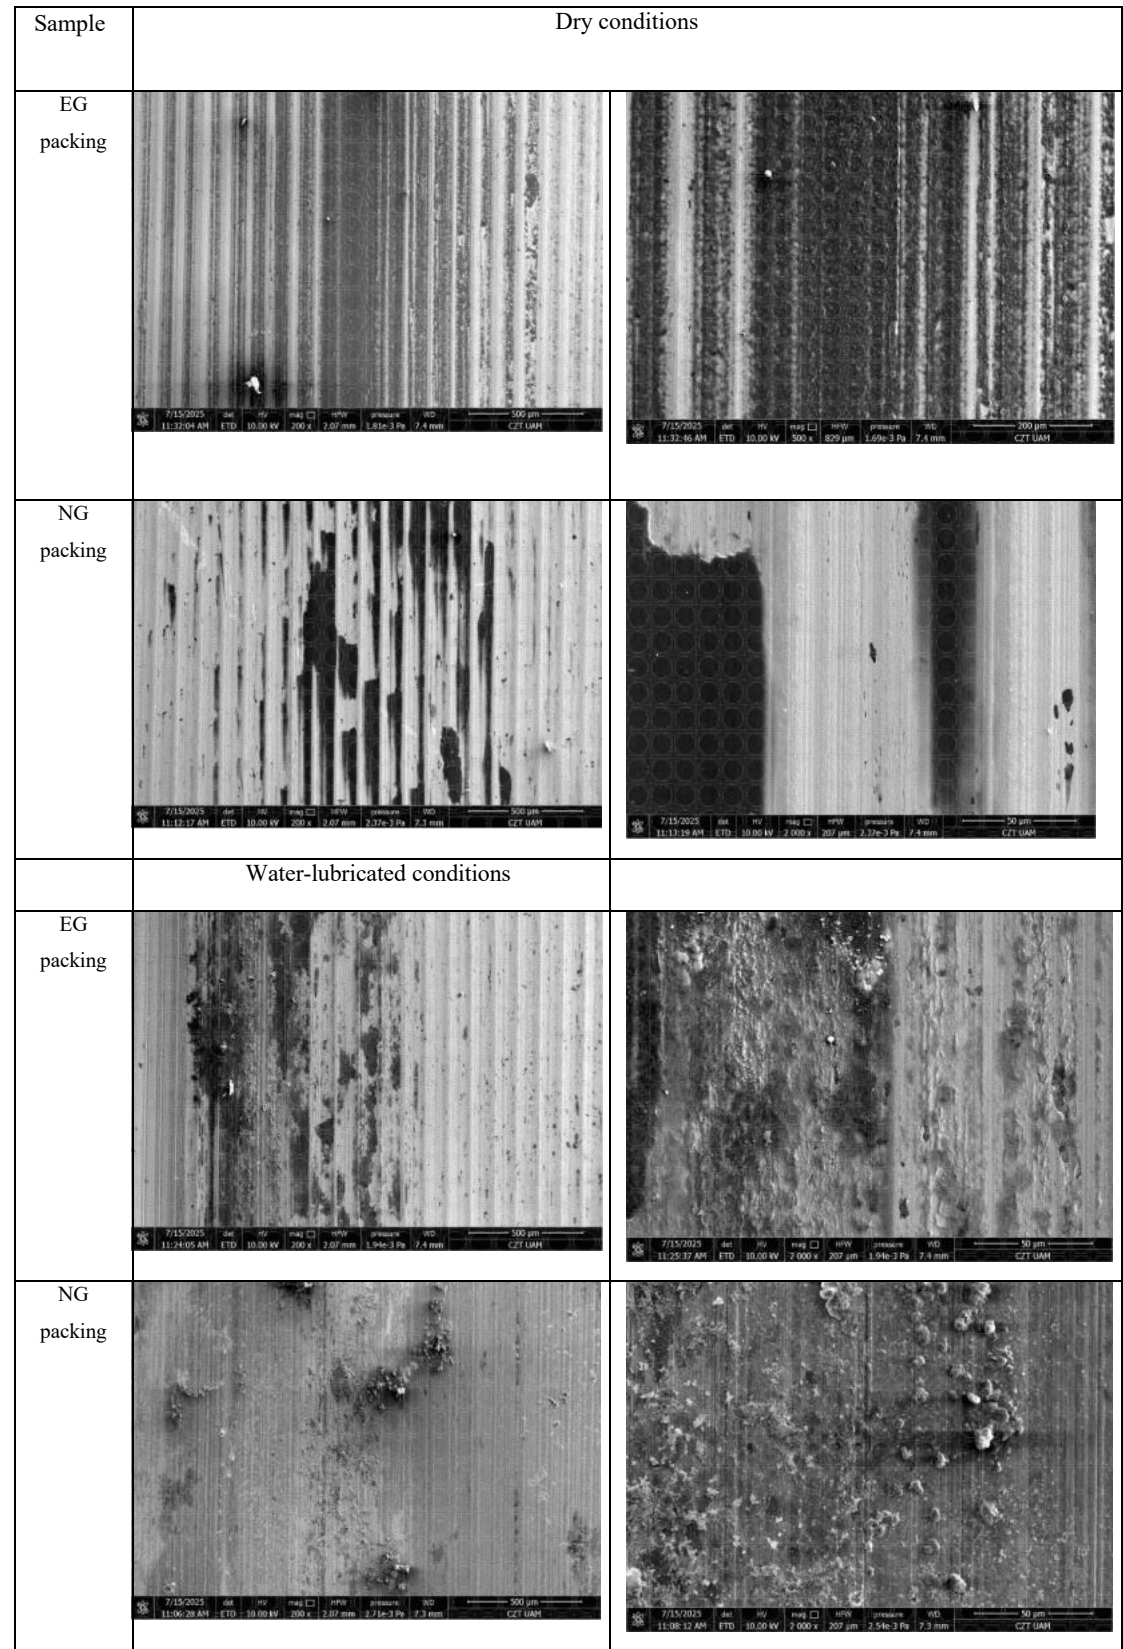 Sample
Dry conditions
EG
packing
7/15/2025 det HV mag HFW pressure WD 500 µm
11:32:04 AM ETD 10.00 kV 200 x 2.07 mm 1.81e-3 Pa 7.4 mm CZT UAM
7/15/2025 det HV mag HFW pressure WD 200 µm
11:32:46 AM ETD 10.00 kV 500 x 829 µm 1.69e-3 Pa 7.4 mm CZT UAM
NG
packing
7/15/2025 det HV mag HFW pressure WD 500 µm
11:12:17 AM ETD 10.00 kV 200 x 2.07 mm 2.37e-3 Pa 7.3 mm CZT UAM
7/15/2025 det HV mag HFW pressure WD 50 µm
11:13:19 AM ETD 10.00 kV 2 000 x 207 µm 2.37e-3 Pa 7.4 mm CZT UAM
Water-lubricated conditions
EG
packing
7/15/2025 det HV mag HFW pressure WD 500 µm
11:24:05 AM ETD 10.00 kV 200 x 2.07 mm 1.94e-3 Pa 7.4 mm CZT UAM
7/15/2025 det HV mag HFW pressure WD 50 µm
11:25:37 AM ETD 10.00 kV 2 000 x 207 µm 1.94e-3 Pa 7.4 mm CZT UAM
NG
packing
7/15/2025 det HV mag HFW pressure WD 500 µm
11:06:28 AM ETD 10.00 kV 200 x 2.07 mm 2.71e-3 Pa 7.3 mm CZT UAM
7/15/2025 det HV mag HFW pressure WD 50 µm
11:08:12 AM ETD 10.00 kV 2 000 x 207 µm 2.54e-3 Pa 7.3 mm CZT UAM